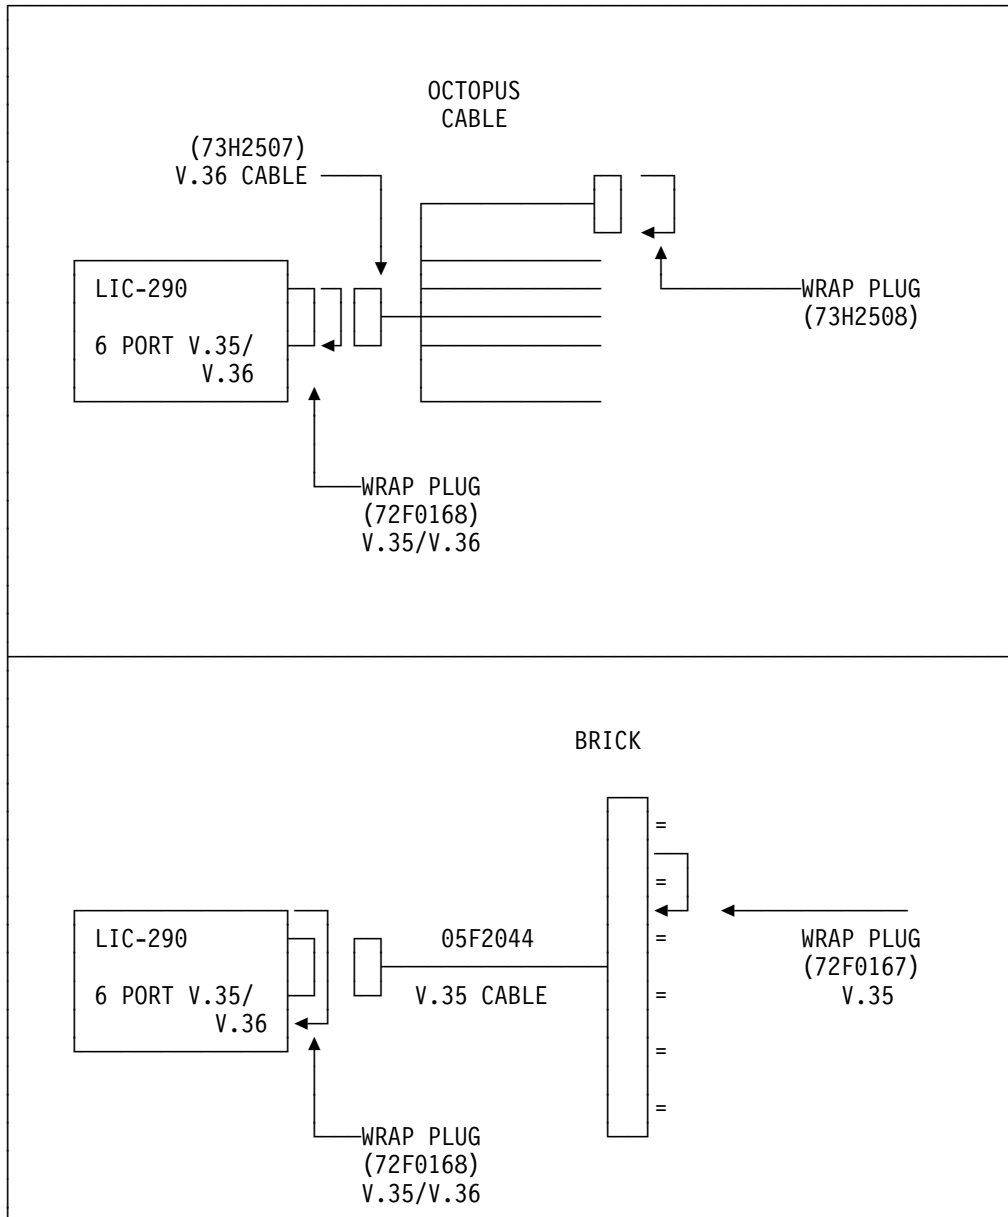 OCTOPUS
CABLE
(73H2507)
V.36 CABLE
LIC-290
6 PORT V.35/
V.36
WRAP PLUG
(73H2508)
WRAP PLUG
(72F0168)
V.35/V.36
BRICK
=
=
LIC-290
6 PORT V.35/
V.36
05F2044
V.35 CABLE
=
=
=
=
WRAP PLUG
(72F0167)
V.35
WRAP PLUG
(72F0168)
V.35/V.36